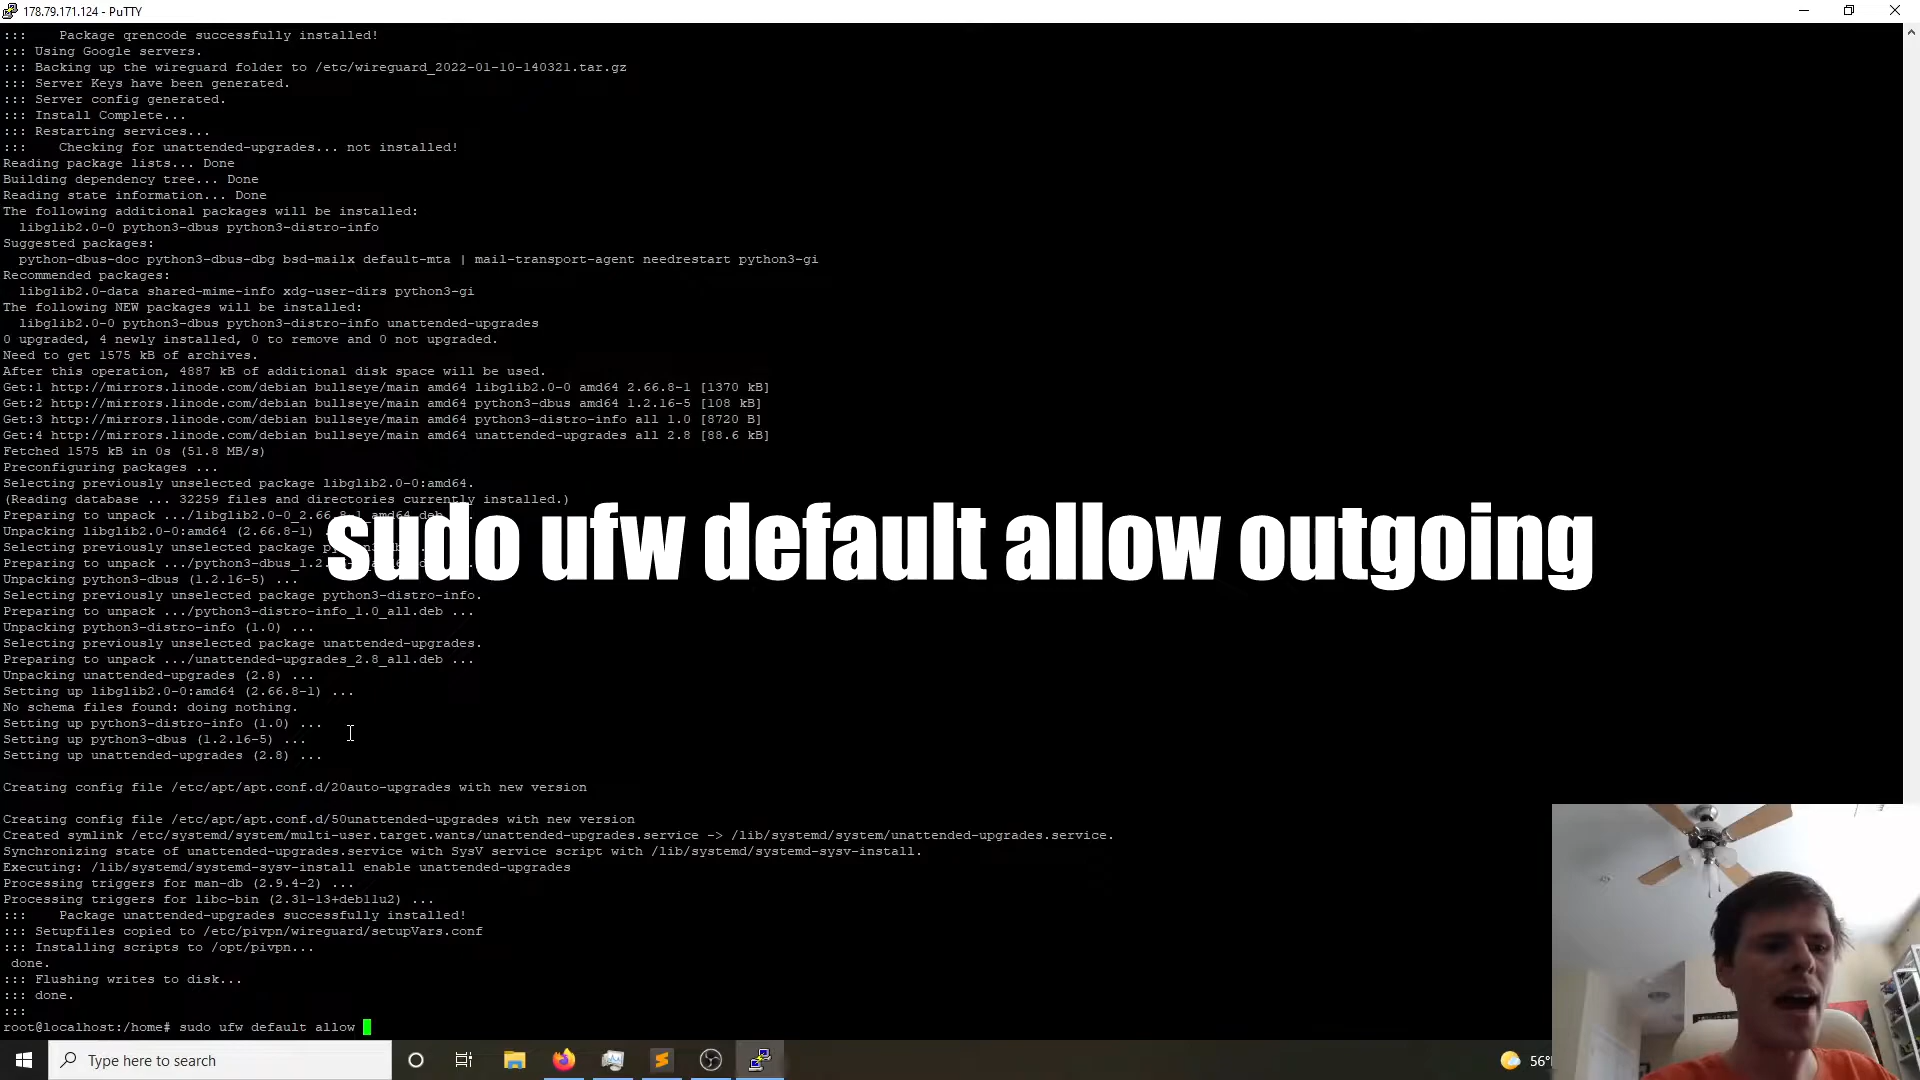 178.79.171.124 - PuTTY
:::    Package qrencode successfully installed!
::: Using Google servers.
::: Backing up the wireguard folder to /etc/wireguard_2022-01-10-140321.tar.gz
::: Server Keys have been generated.
::: Server config generated.
::: Install Complete...
::: Restarting services...
:::    Checking for unattended-upgrades... not installed!
Reading package lists... Done
Building dependency tree... Done
Reading state information... Done
The following additional packages will be installed:
  libglib2.0-0 python3-dbus python3-distro-info
Suggested packages:
  python-dbus-doc python3-dbus-dbg bsd-mailx default-mta | mail-transport-agent needrestart python3-gi
Recommended packages:
  libglib2.0-data shared-mime-info xdg-user-dirs python3-gi
The following NEW packages will be installed:
  libglib2.0-0 python3-dbus python3-distro-info unattended-upgrades
0 upgraded, 4 newly installed, 0 to remove and 0 not upgraded.
Need to get 1575 kB of archives.
After this operation, 4887 kB of additional disk space will be used.
Get:1 http://mirrors.linode.com/debian bullseye/main amd64 libglib2.0-0 amd64 2.66.8-1 [1370 kB]
Get:2 http://mirrors.linode.com/debian bullseye/main amd64 python3-dbus amd64 1.2.16-5 [108 kB]
Get:3 http://mirrors.linode.com/debian bullseye/main amd64 python3-distro-info all 1.0 [8720 B]
Get:4 http://mirrors.linode.com/debian bullseye/main amd64 unattended-upgrades all 2.8 [88.6 kB]
Fetched 1575 kB in 0s (51.8 MB/s)
Preconfiguring packages ...
Selecting previously unselected package libglib2.0-0:amd64.
(Reading database ... 32259 files and directories currently installed.)
Preparing to unpack .../libglib2.0-0_2.66.8-1_amd64.deb ...
Unpacking libglib2.0-0:amd64 (2.66.8-1)
sudo ufw default allow outgoing
Selecting previously unselected package
Preparing to unpack
Unpacking python3-dbus (1.2.16-5) ...
Selecting previously unselected package python3-distro-info.
Preparing to unpack .../python3-distro-info_1.0_all.deb ...
Unpacking python3-distro-info (1.0) ...
Selecting previously unselected package unattended-upgrades.
Preparing to unpack .../unattended-upgrades_2.8_all.deb ...
Unpacking unattended-upgrades (2.8) ...
Setting up libglib2.0-0:amd64 (2.66.8-1) ...
No schema files found: doing nothing.
Setting up python3-distro-info (1.0) ...
Setting up python3-dbus (1.2.16-5) ...
Setting up unattended-upgrades (2.8) ...
Creating config file /etc/apt/apt.conf.d/20auto-upgrades with new version
Creating config file /etc/apt/apt.conf.d/50unattended-upgrades with new version
Created symlink /etc/systemd/system/multi-user.target.wants/unattended-upgrades.service -> /lib/systemd/system/unattended-upgrades.service.
Synchronizing state of unattended-upgrades.service with SysV service script with /lib/systemd/systemd-sysv-install.
Executing: /lib/systemd/systemd-sysv-install enable unattended-upgrades
Processing triggers for man-db (2.9.4-2) ...
Processing triggers for libc-bin (2.31-13+deb11u2) ...
:::    Package unattended-upgrades successfully installed!
::: Setupfiles copied to /etc/pivpn/wireguard/setupVars.conf
::: Installing scripts to /opt/pivpn...
 done.
::: Flushing writes to disk...
::: done.
:::
root@localhost:/home# sudo ufw default allow
Type here to search
56°